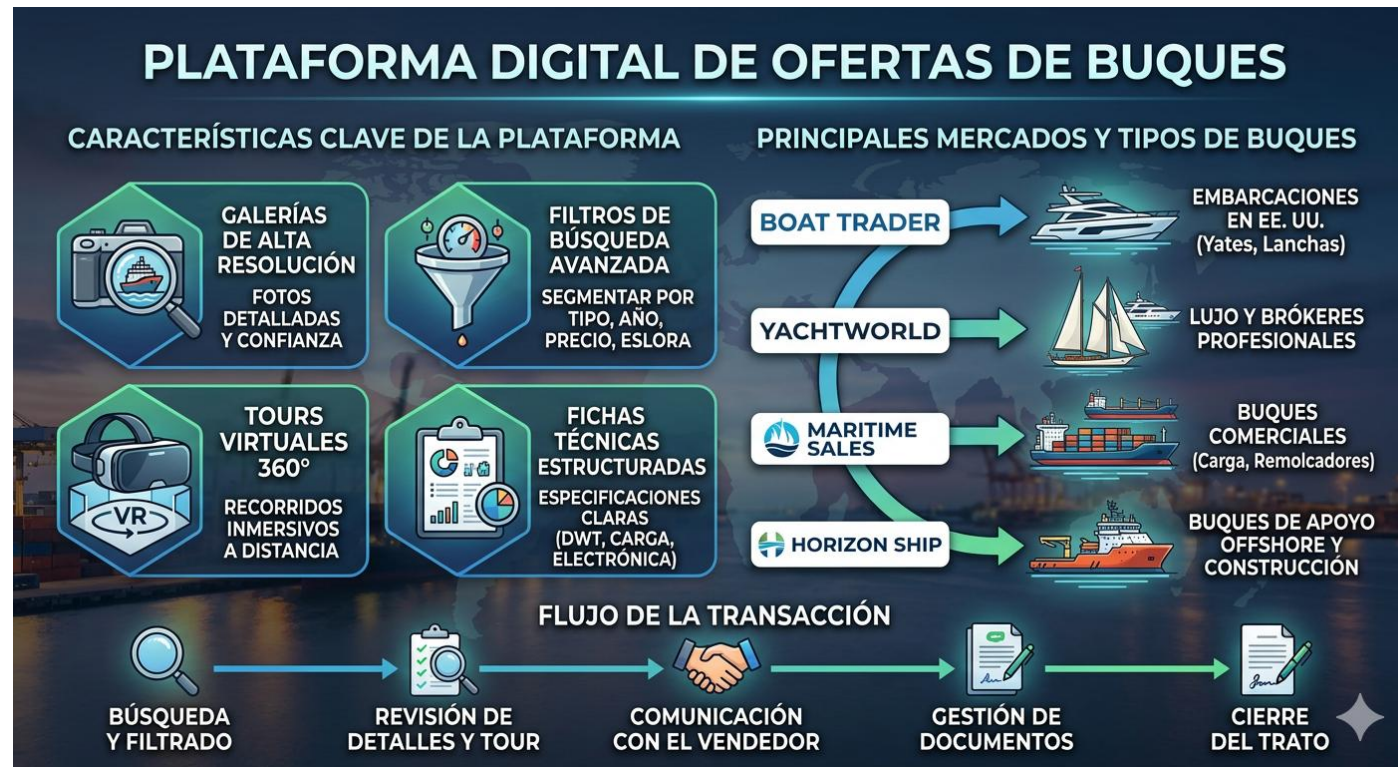 PLATAFORMA DIGITAL DE OFERTAS DE BUQUES
CARACTERÍSTICAS CLAVE DE LA PLATAFORMA
GALERÍAS
DE ALTA
RESOLUCIÓN
FOTOS
DETALLADAS
Y CONFIANZA
FILTROS DE
BÚSQUEDA
AVANZADA
SEGMENTAR POR
TIPO, AÑO,
PRECIO, ESLORA
TOURS
VIRTUALES
360º
RECORRIDOS
INMERSIVOS
A DISTANCIA
VR
FICHAS
TÉCNICAS
ESTRUCTURADAS
ESPECIFICACIONES
CLARAS
(DWT, CARGA,
ELECTRÓNICA)
PRINCIPALES MERCADOS Y TIPOS DE BUQUES
BOAT TRADER
EMBARCACIONES
EN EE. UU.
(Yates, Lanchas)
YACHTWORLD
LUJO Y BRÓKERES
PROFESIONALES
MARITIME
SALES
BUQUES
COMERCIALES
(Carga, Remolcadores)
HORIZON SHIP
BUQUES DE APOYO
OFFSHORE Y
CONSTRUCCIÓN
FLUJO DE LA TRANSACCIÓN
BÚSQUEDA
Y FILTRADO
REVISIÓN DE
DETALLES Y TOUR
COMUNICACIÓN
CON EL VENDEDOR
GESTIÓN DE
DOCUMENTOS
CIERRE
DEL TRATO